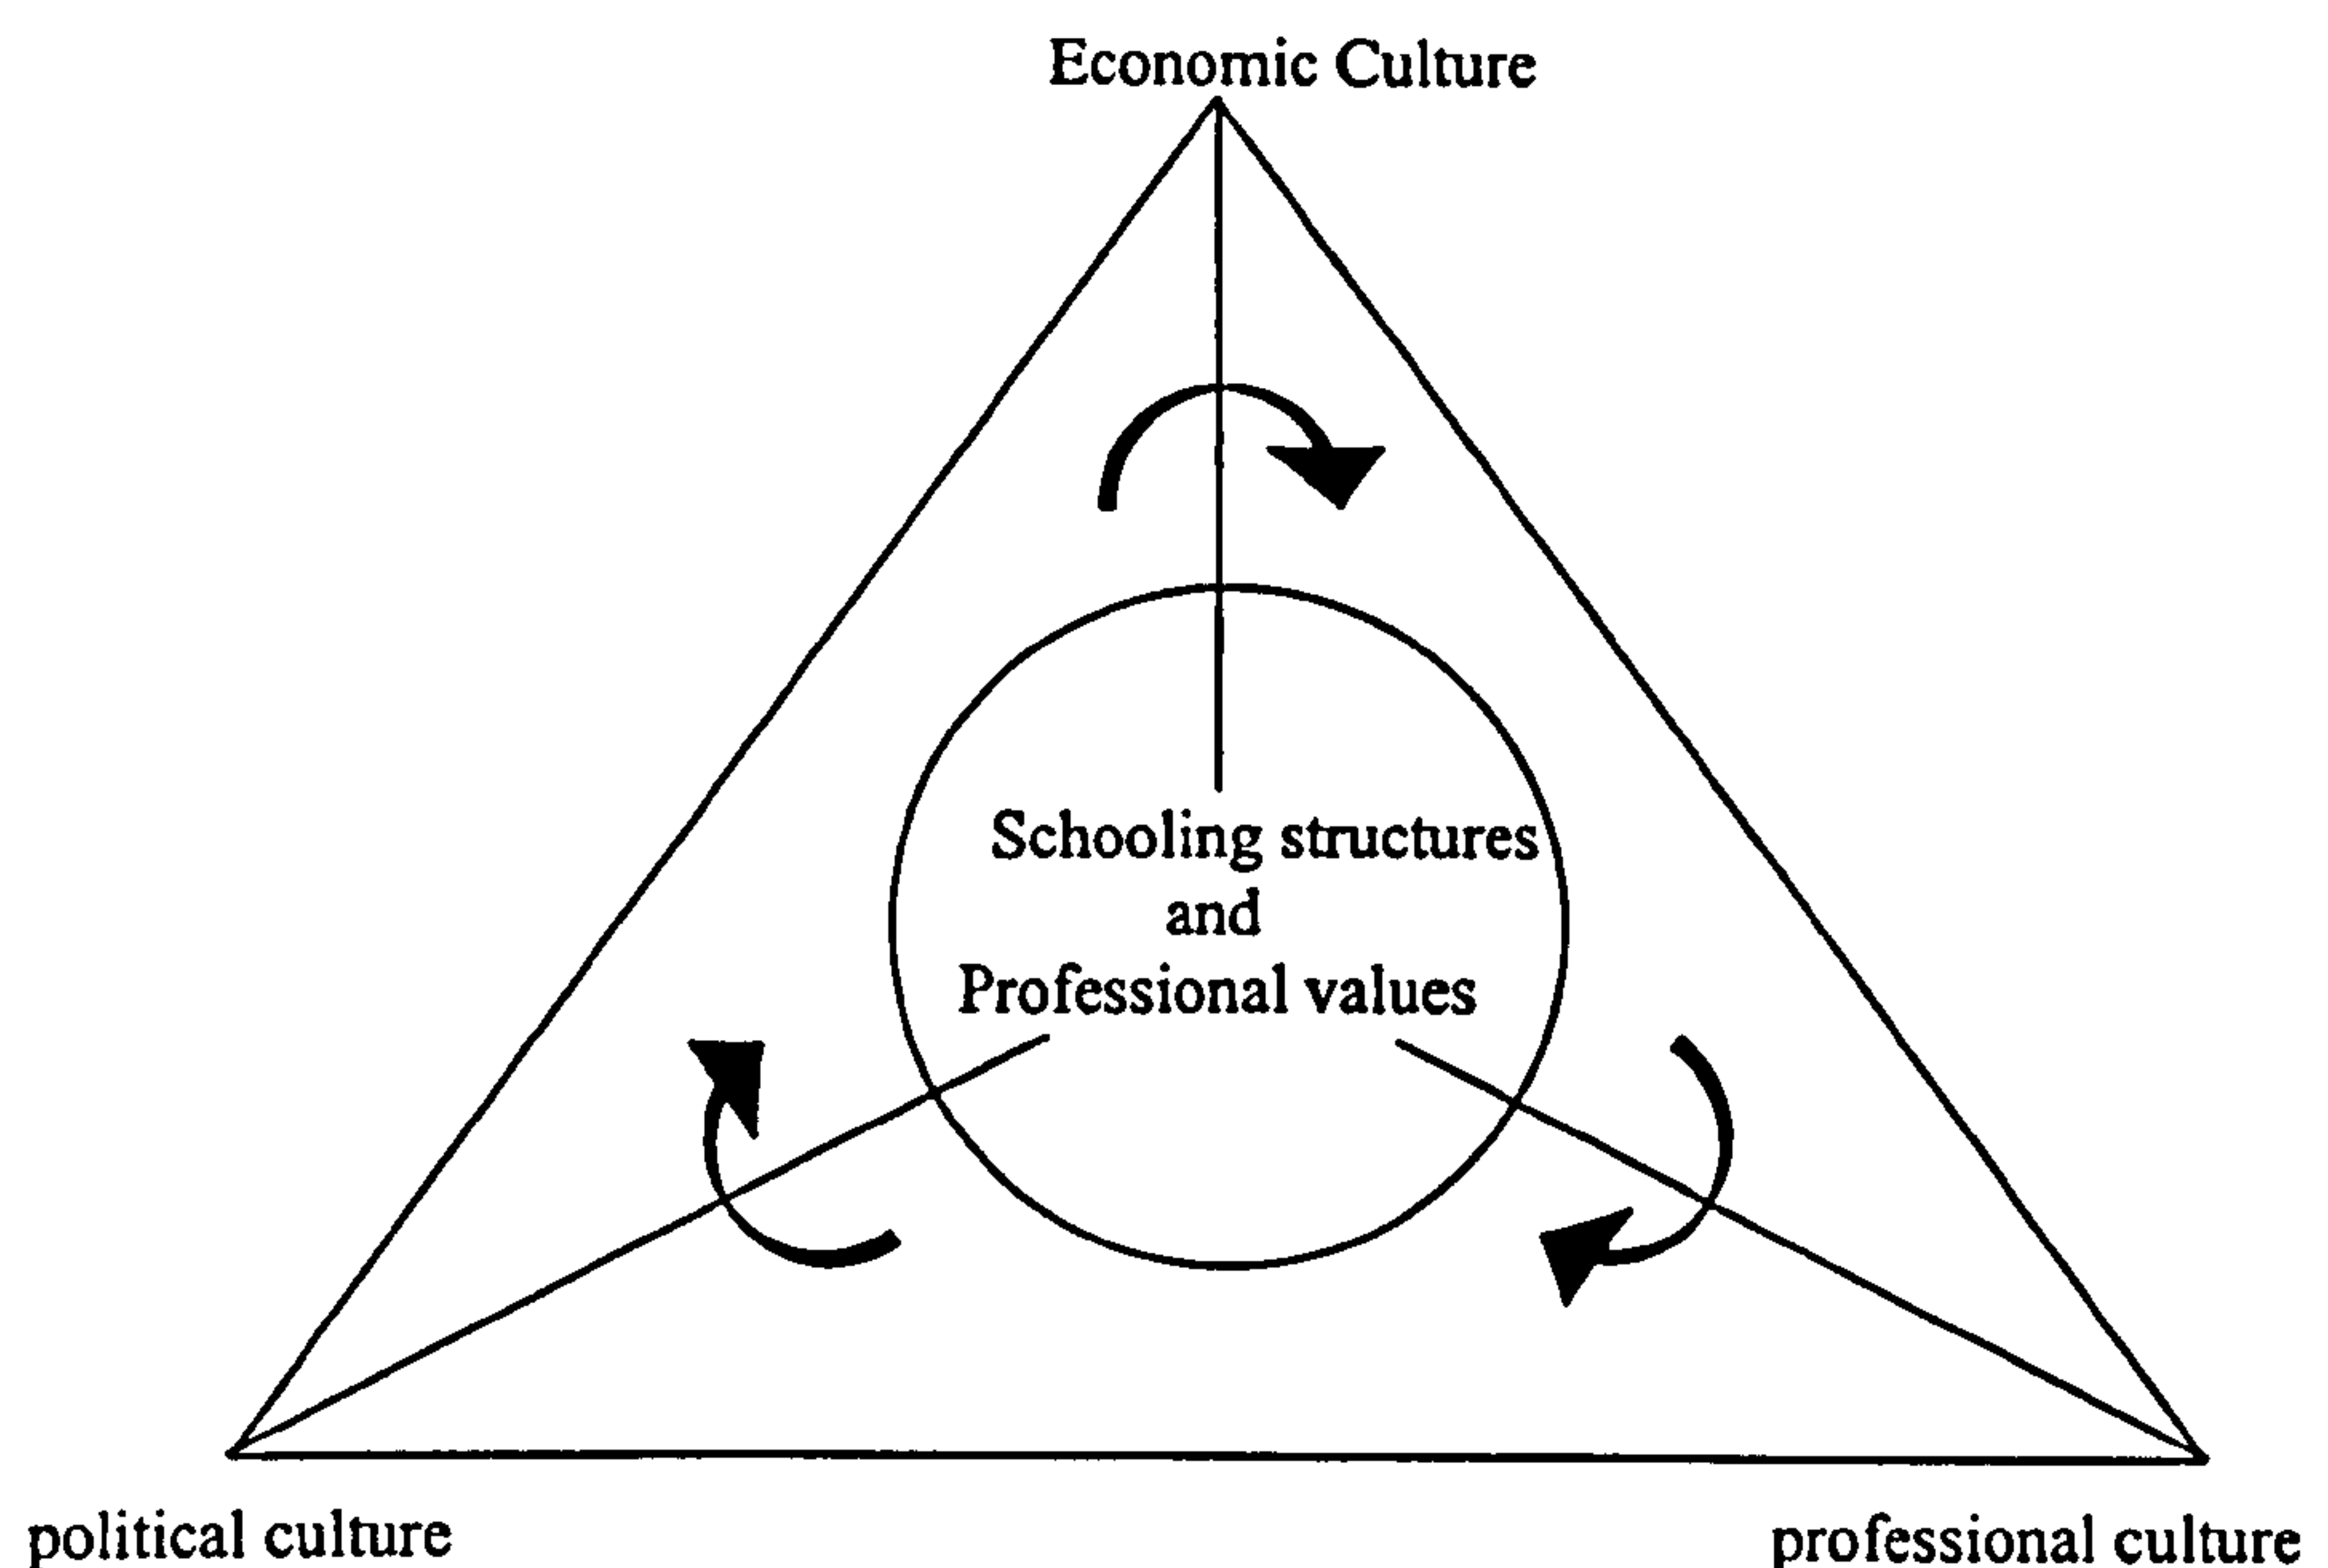 Economic Culture
Schooling structures
and
Professional values
political culture
professional culture